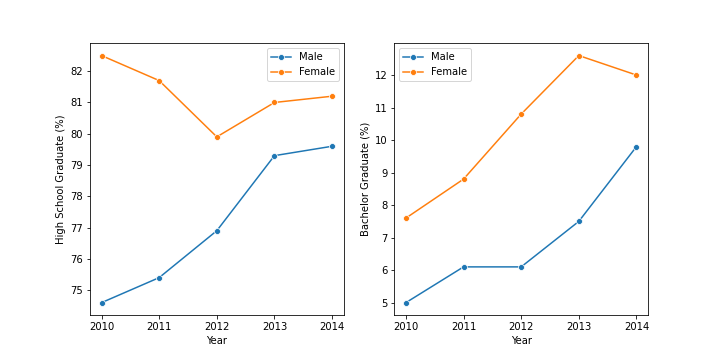 High School Graduate (%)
82
81
80
79
78
77
76
75
Male
Female
2010 2011 2012 2013 2014
Year
Bachelor Graduate (%)
12
11
10
9
8
7
6
5
Male
Female
2010 2011 2012 2013 2014
Year